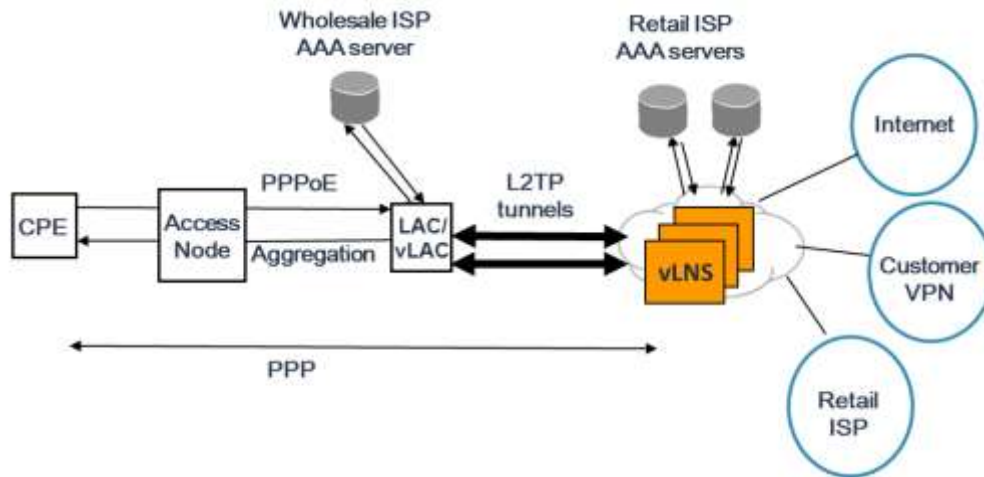 Wholesale ISP
AAA server
Retail ISP
AAA servers
Internet
PPPoE
L2TP
tunnels
CPE
Access
Node
LAC/
vLAC
Aggregation
vLNS
Customer
VPN
PPP
Retail
ISP